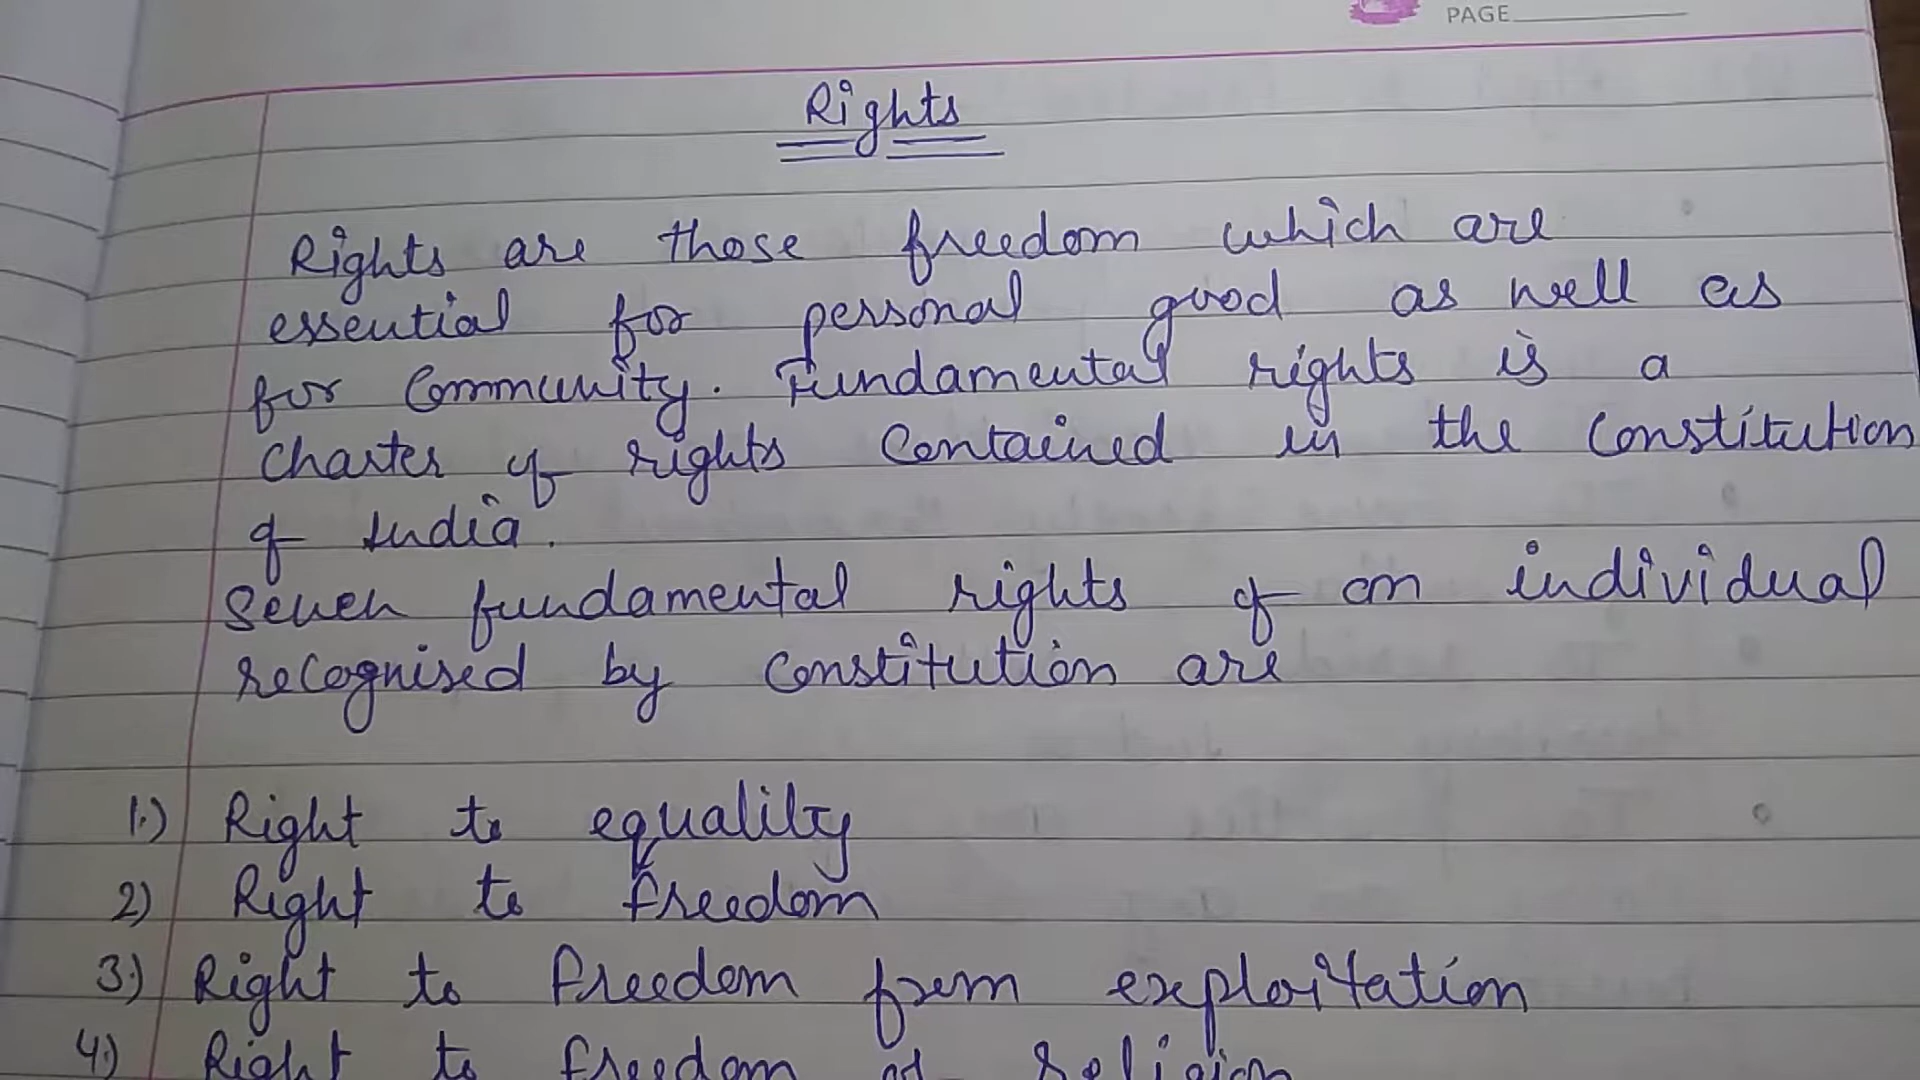 PAGE
Rights
Rights are those freedom which are
essential for personal good as well as
for Community. Fundamental rights is a
charter of rights Contained in the Constitution
of India.
Seven fundamental rights of an individual
recognised by Constitution are
1.) Right to equality
2) Right to freedom
3.) Right to freedom from exploitation
4.) Right to freedom of religion